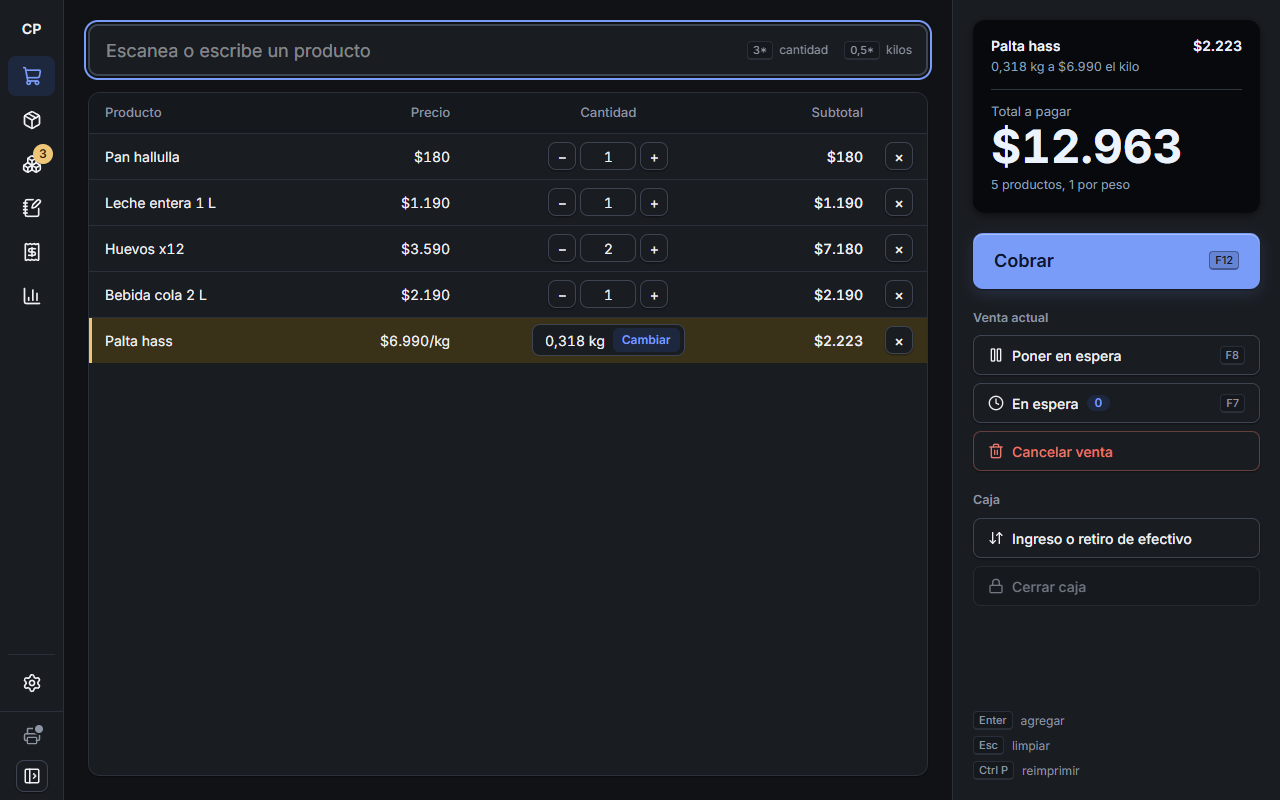 CP
3
Escanea o escribe un producto 3* cantidad 0,5* kilos
Producto Precio Cantidad Subtotal
Pan hallulla $180 − 1 + $180 ×
Leche entera 1 L $1.190 − 1 + $1.190 ×
Huevos x12 $3.590 − 2 + $7.180 ×
Bebida cola 2 L $2.190 − 1 + $2.190 ×
Palta hass $6.990/kg 0,318 kg Cambiar $2.223 ×
Palta hass $2.223
0,318 kg a $6.990 el kilo
Total a pagar
$12.963
5 productos, 1 por peso
Cobrar F12
Venta actual
Poner en espera F8
En espera 0 F7
Cancelar venta
Caja
Ingreso o retiro de efectivo
Cerrar caja
Enter agregar
Esc limpiar
Ctrl P reimprimir